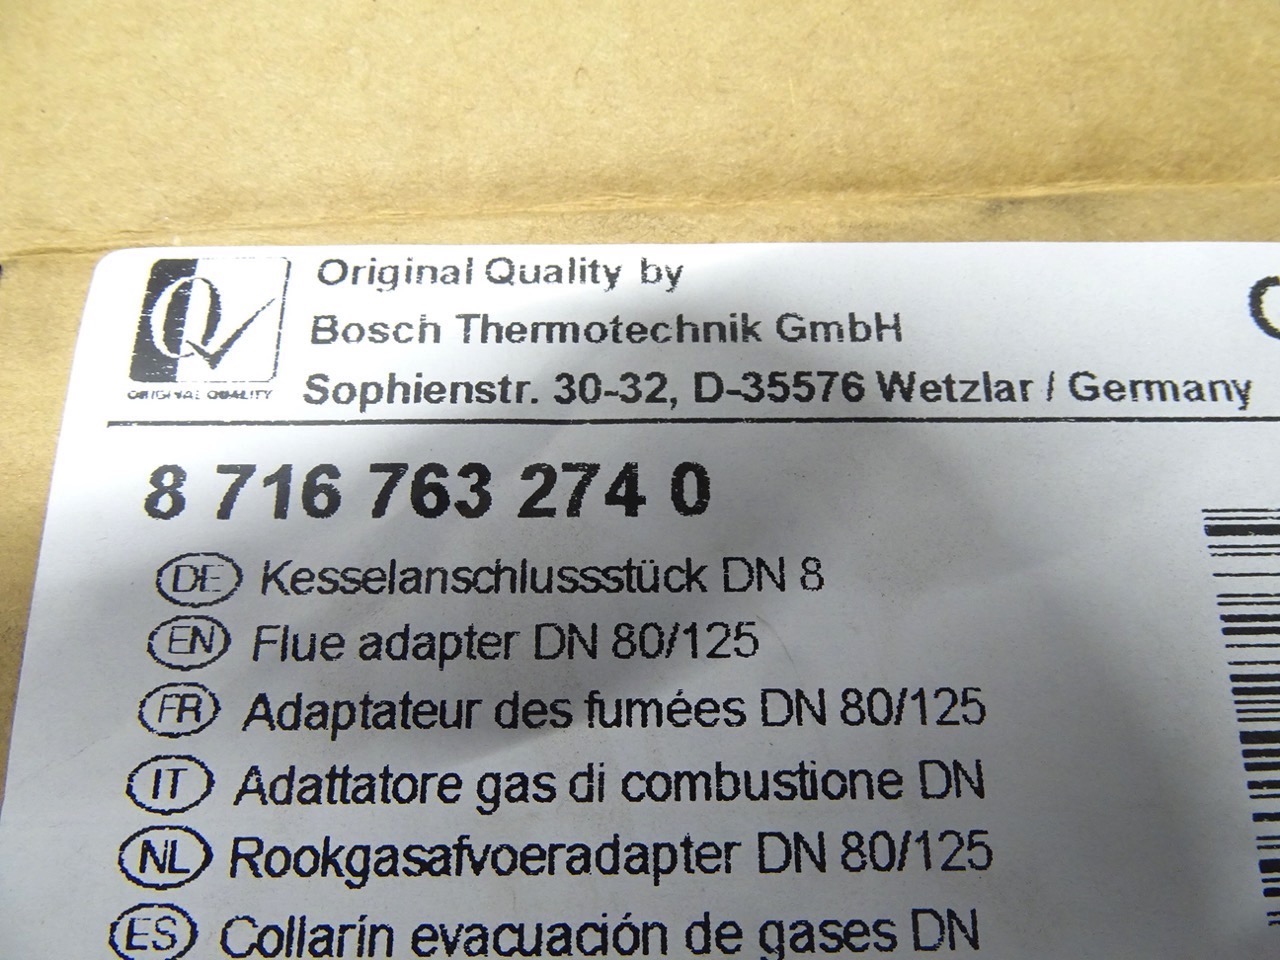 Original Quality by
Bosch Thermotechnik GmbH
Sophienstr. 30-32, D-35576 Wetzlar / Germany
ORIGINAL QUALITY
8 716 763 274 0
DE Kesselanschlussstück DN 8
EN Flue adapter DN 80/125
FR Adaptateur des fumées DN 80/125
IT Adattatore gas di combustione DN
NL Rookgasafvoeradapter DN 80/125
ES Collarín evacuación de gases DN